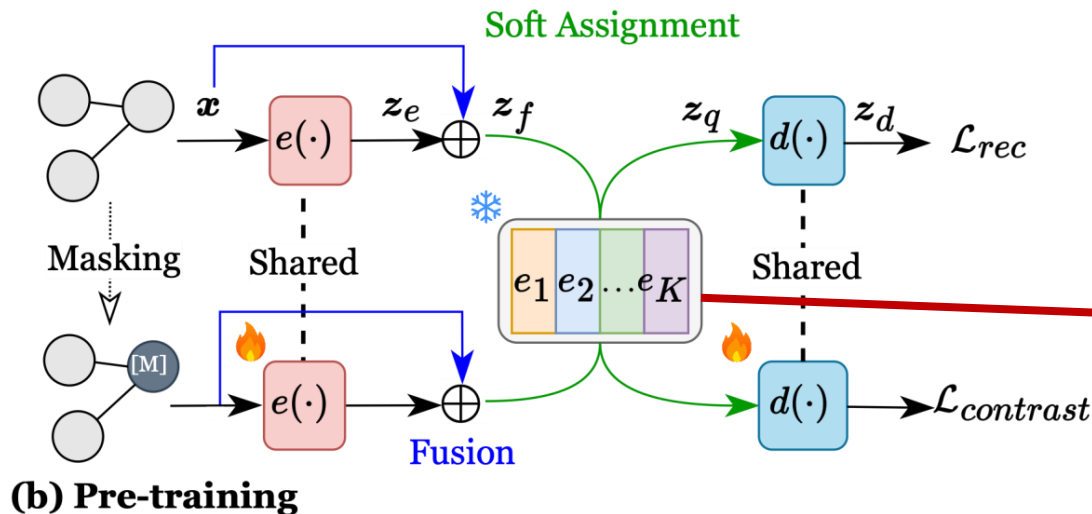 Soft Assignment
x e(·) z_e z_f z_q d(·) z_d ℒ_rec
Masking Shared Shared
e_1 e_2 ... e_K
[M]
e(·) d(·) ℒ_contrast
Fusion
(b) Pre-training